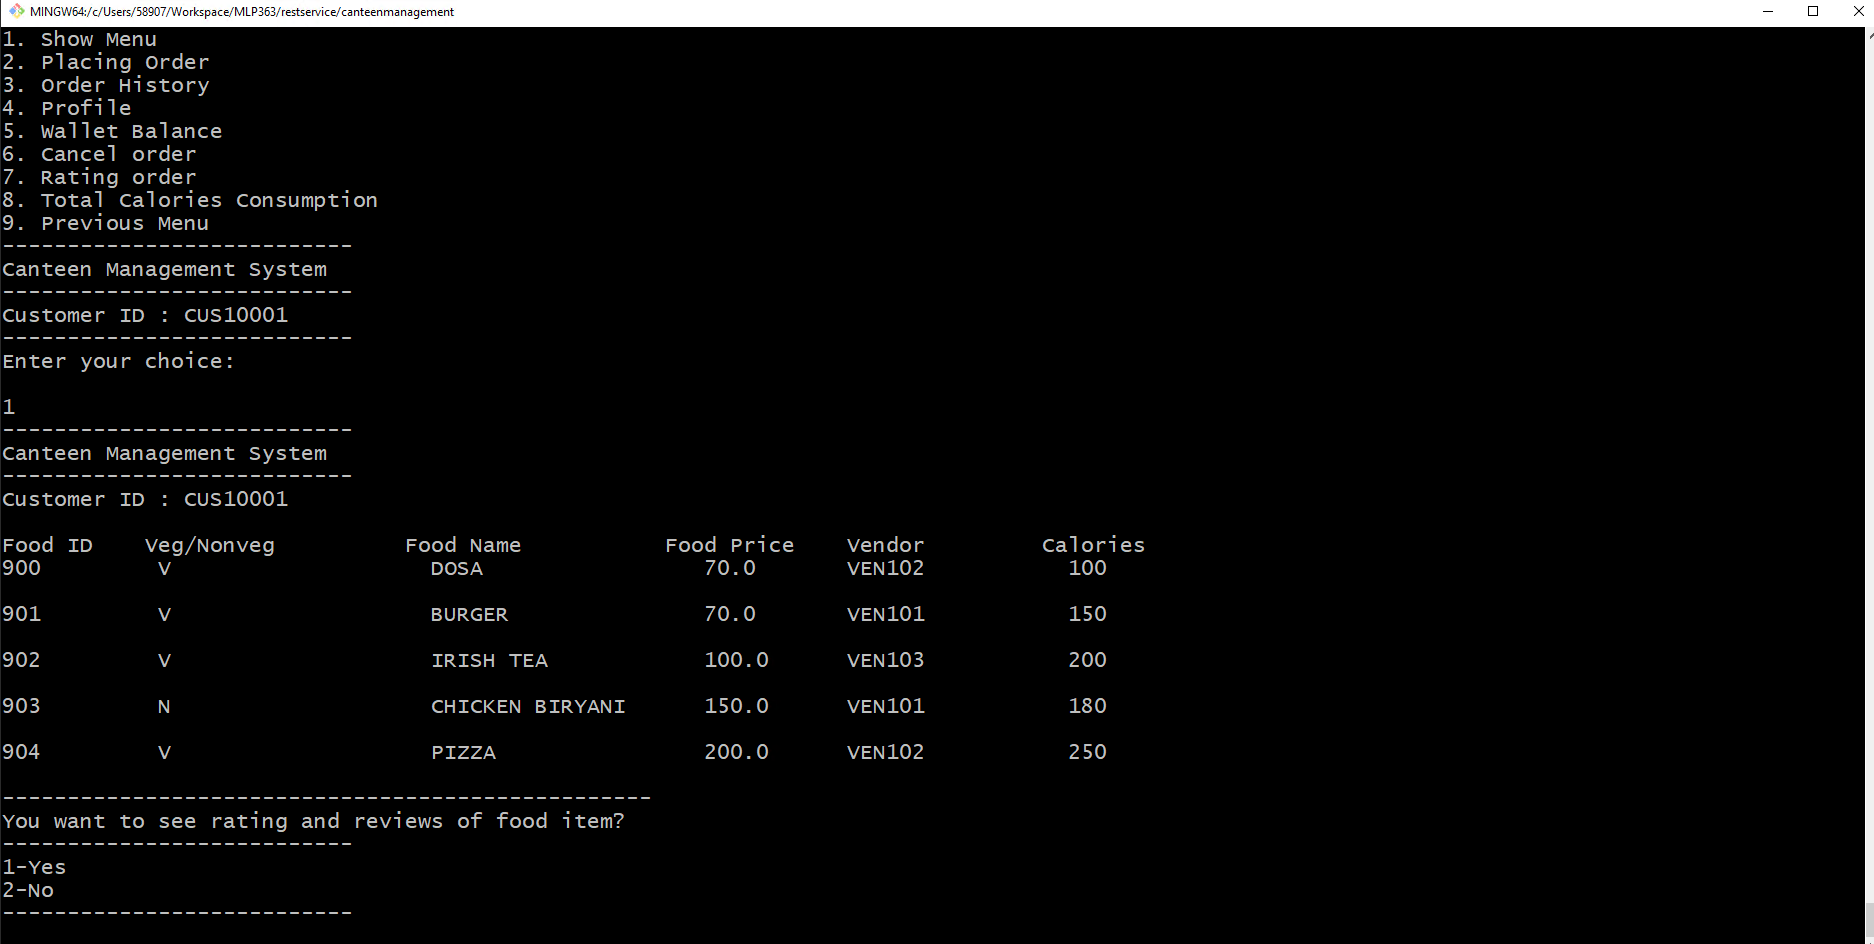 MINGW64:/c/Users/58907/Workspace/MLP363/restservice/canteenmanagement
1. Show Menu
2. Placing Order
3. Order History
4. Profile
5. Wallet Balance
6. Cancel order
7. Rating order
8. Total Calories Consumption
9. Previous Menu
---------------------------
Canteen Management System
---------------------------
Customer ID : CUS10001
---------------------------
Enter your choice:
1
---------------------------
Canteen Management System
---------------------------
Customer ID : CUS10001
Food ID    Veg/Nonveg          Food Name           Food Price    Vendor         Calories
900         V                    DOSA                 70.0       VEN102           100
901         V                    BURGER               70.0       VEN101           150
902         V                    IRISH TEA            100.0      VEN103           200
903         N                    CHICKEN BIRYANI      150.0      VEN101           180
904         V                    PIZZA                200.0      VEN102           250
--------------------------------------------------
You want to see rating and reviews of food item?
---------------------------
1-Yes
2-No
---------------------------